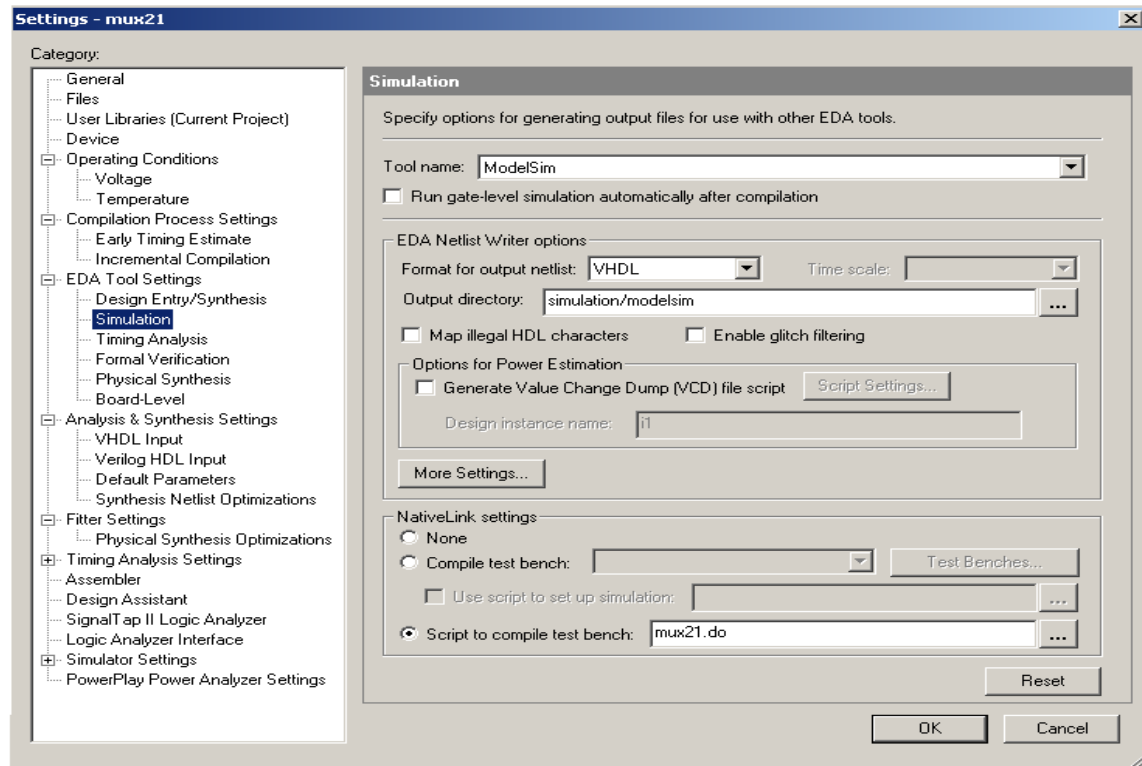 Settings - mux21
Category:
General
Files
User Libraries (Current Project)
Device
Operating Conditions
Voltage
Temperature
Compilation Process Settings
Early Timing Estimate
Incremental Compilation
EDA Tool Settings
Design Entry/Synthesis
Simulation
Timing Analysis
Formal Verification
Physical Synthesis
Board-Level
Analysis & Synthesis Settings
VHDL Input
Verilog HDL Input
Default Parameters
Synthesis Netlist Optimizations
Fitter Settings
Physical Synthesis Optimizations
Timing Analysis Settings
Assembler
Design Assistant
SignalTap II Logic Analyzer
Logic Analyzer Interface
Simulator Settings
PowerPlay Power Analyzer Settings
Simulation
Specify options for generating output files for use with other EDA tools.
Tool name: ModelSim
Run gate-level simulation automatically after compilation
EDA Netlist Writer options
Format for output netlist: VHDL Time scale:
Output directory: simulation/modelsim ...
Map illegal HDL characters Enable glitch filtering
Options for Power Estimation
Generate Value Change Dump (VCD) file script Script Settings...
Design instance name: i1
More Settings...
NativeLink settings
None
Compile test bench: Test Benches...
Use script to set up simulation: ...
Script to compile test bench: mux21.do ...
Reset
OK Cancel